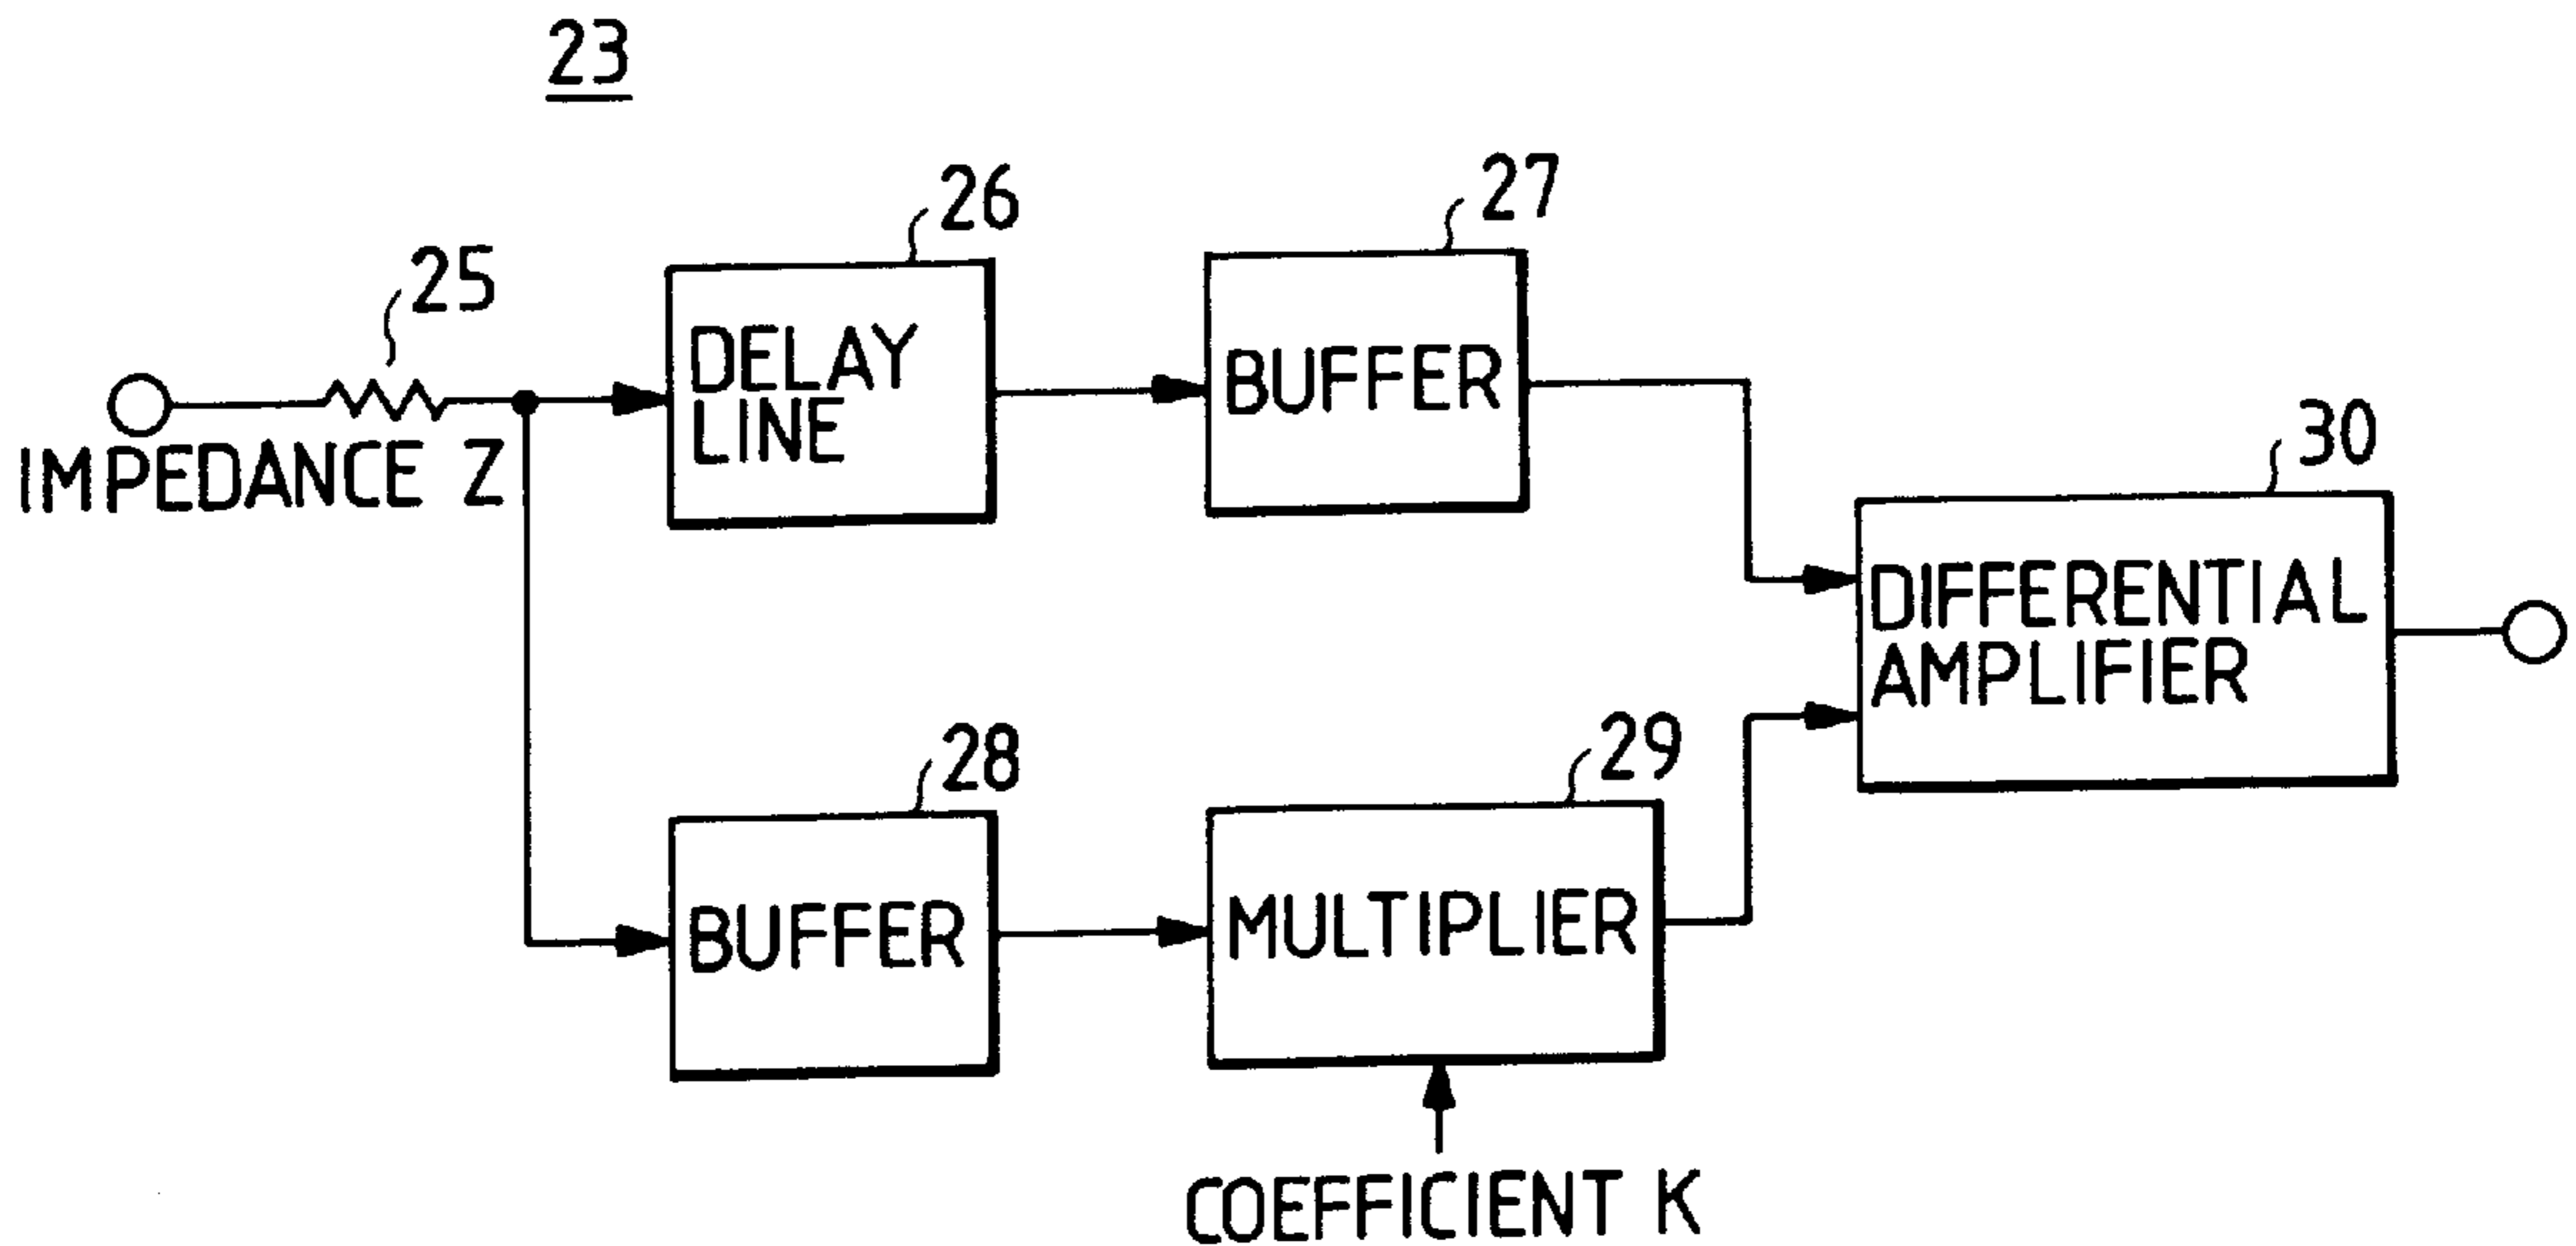 23
25
26
27
IMPEDANCE Z
DELAY
LINE
BUFFER
30
DIFFERENTIAL
AMPLIFIER
28
29
BUFFER
MULTIPLIER
COEFFICIENT K